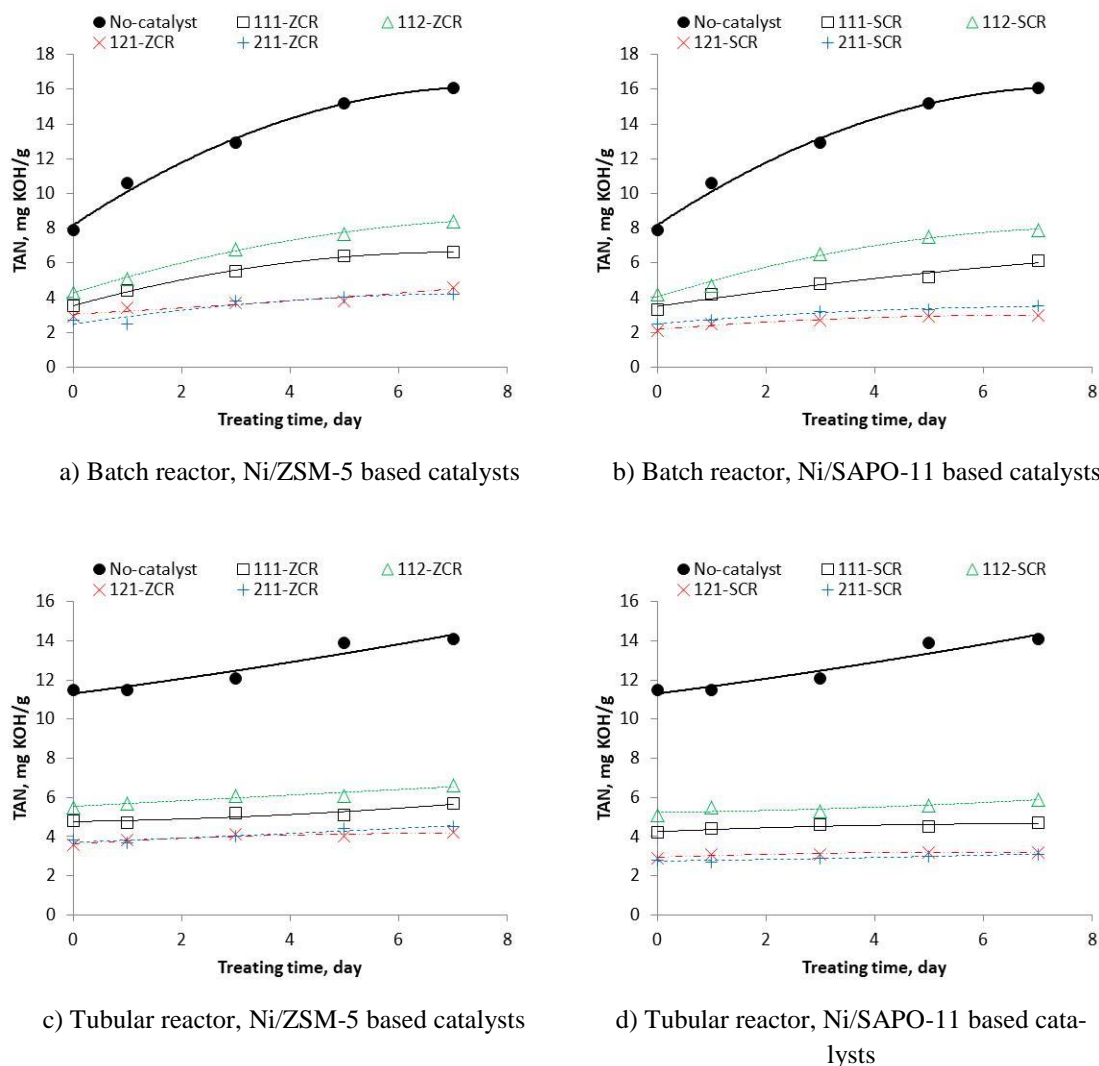 No-catalyst 111-ZCR 112-ZCR
121-ZCR 211-ZCR
18
16
14
12
10
8
6
4
2
0
TAN, mg KOH/g
0 2 4 6 8
Treating time, day
a) Batch reactor, Ni/ZSM-5 based catalysts
No-catalyst 111-SCR 112-SCR
121-SCR 211-SCR
18
16
14
12
10
8
6
4
2
0
TAN, mg KOH/g
0 2 4 6 8
Treating time, day
b) Batch reactor, Ni/SAPO-11 based catalysts
No-catalyst 111-ZCR 112-ZCR
121-ZCR 211-ZCR
16
14
12
10
8
6
4
2
0
TAN, mg KOH/g
0 2 4 6 8
Treating time, day
c) Tubular reactor, Ni/ZSM-5 based catalysts
No-catalyst 111-SCR 112-SCR
121-SCR 211-SCR
16
14
12
10
8
6
4
2
0
TAN, mg KOH/g
0 2 4 6 8
Treating time, day
d) Tubular reactor, Ni/SAPO-11 based cata-
lysts